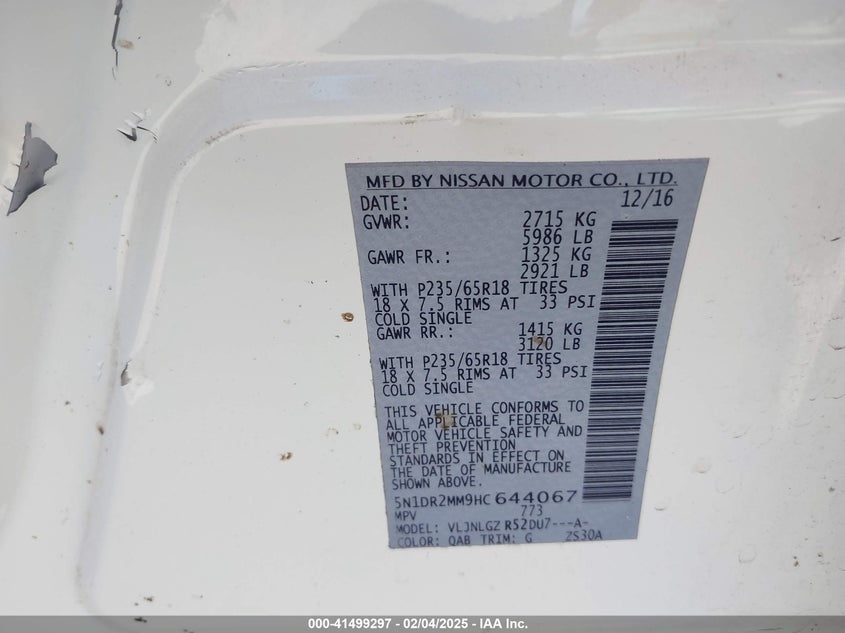 MFD BY NISSAN MOTOR CO., LTD.
DATE: 12/16
GVWR: 2715 KG
5986 LB
GAWR FR.: 1325 KG
2921 LB
WITH P235/65R18 TIRES
18 X 7.5 RIMS AT 33 PSI
COLD SINGLE
GAWR RR.: 1415 KG
3120 LB
WITH P235/65R18 TIRES
18 X 7.5 RIMS AT 33 PSI
COLD SINGLE
THIS VEHICLE CONFORMS TO
ALL APPLICABLE FEDERAL
MOTOR VEHICLE SAFETY AND
THEFT PREVENTION
STANDARDS IN EFFECT ON
THE DATE OF MANUFACTURE
SHOWN ABOVE.
5N1DR2MM9HC644067
MPV 773
MODEL: VLJNLGZ R52DU7---A-
COLOR: QAB TRIM: G ZS30A
000-41499297 - 02/04/2025 - IAA Inc.